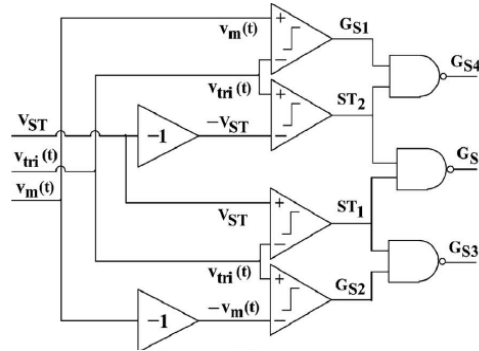 v_m(t)
+
−
G_S1
G_S4
v_tri(t)
+
−
ST_2
V_ST
−1
−V_ST
v_tri(t)
v_m(t)
G_S
V_ST
+
−
ST_1
v_tri(t)
+
−
G_S2
G_S3
−1
−v_m(t)